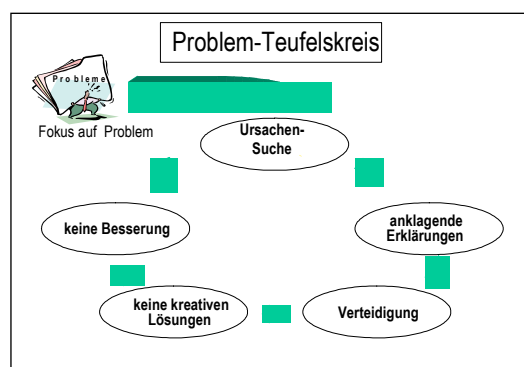 Problem-Teufelskreis
Probleme
Fokus auf Problem
Ursachen-
Suche
anklagende
Erklärungen
Verteidigung
keine kreativen
Lösungen
keine Besserung